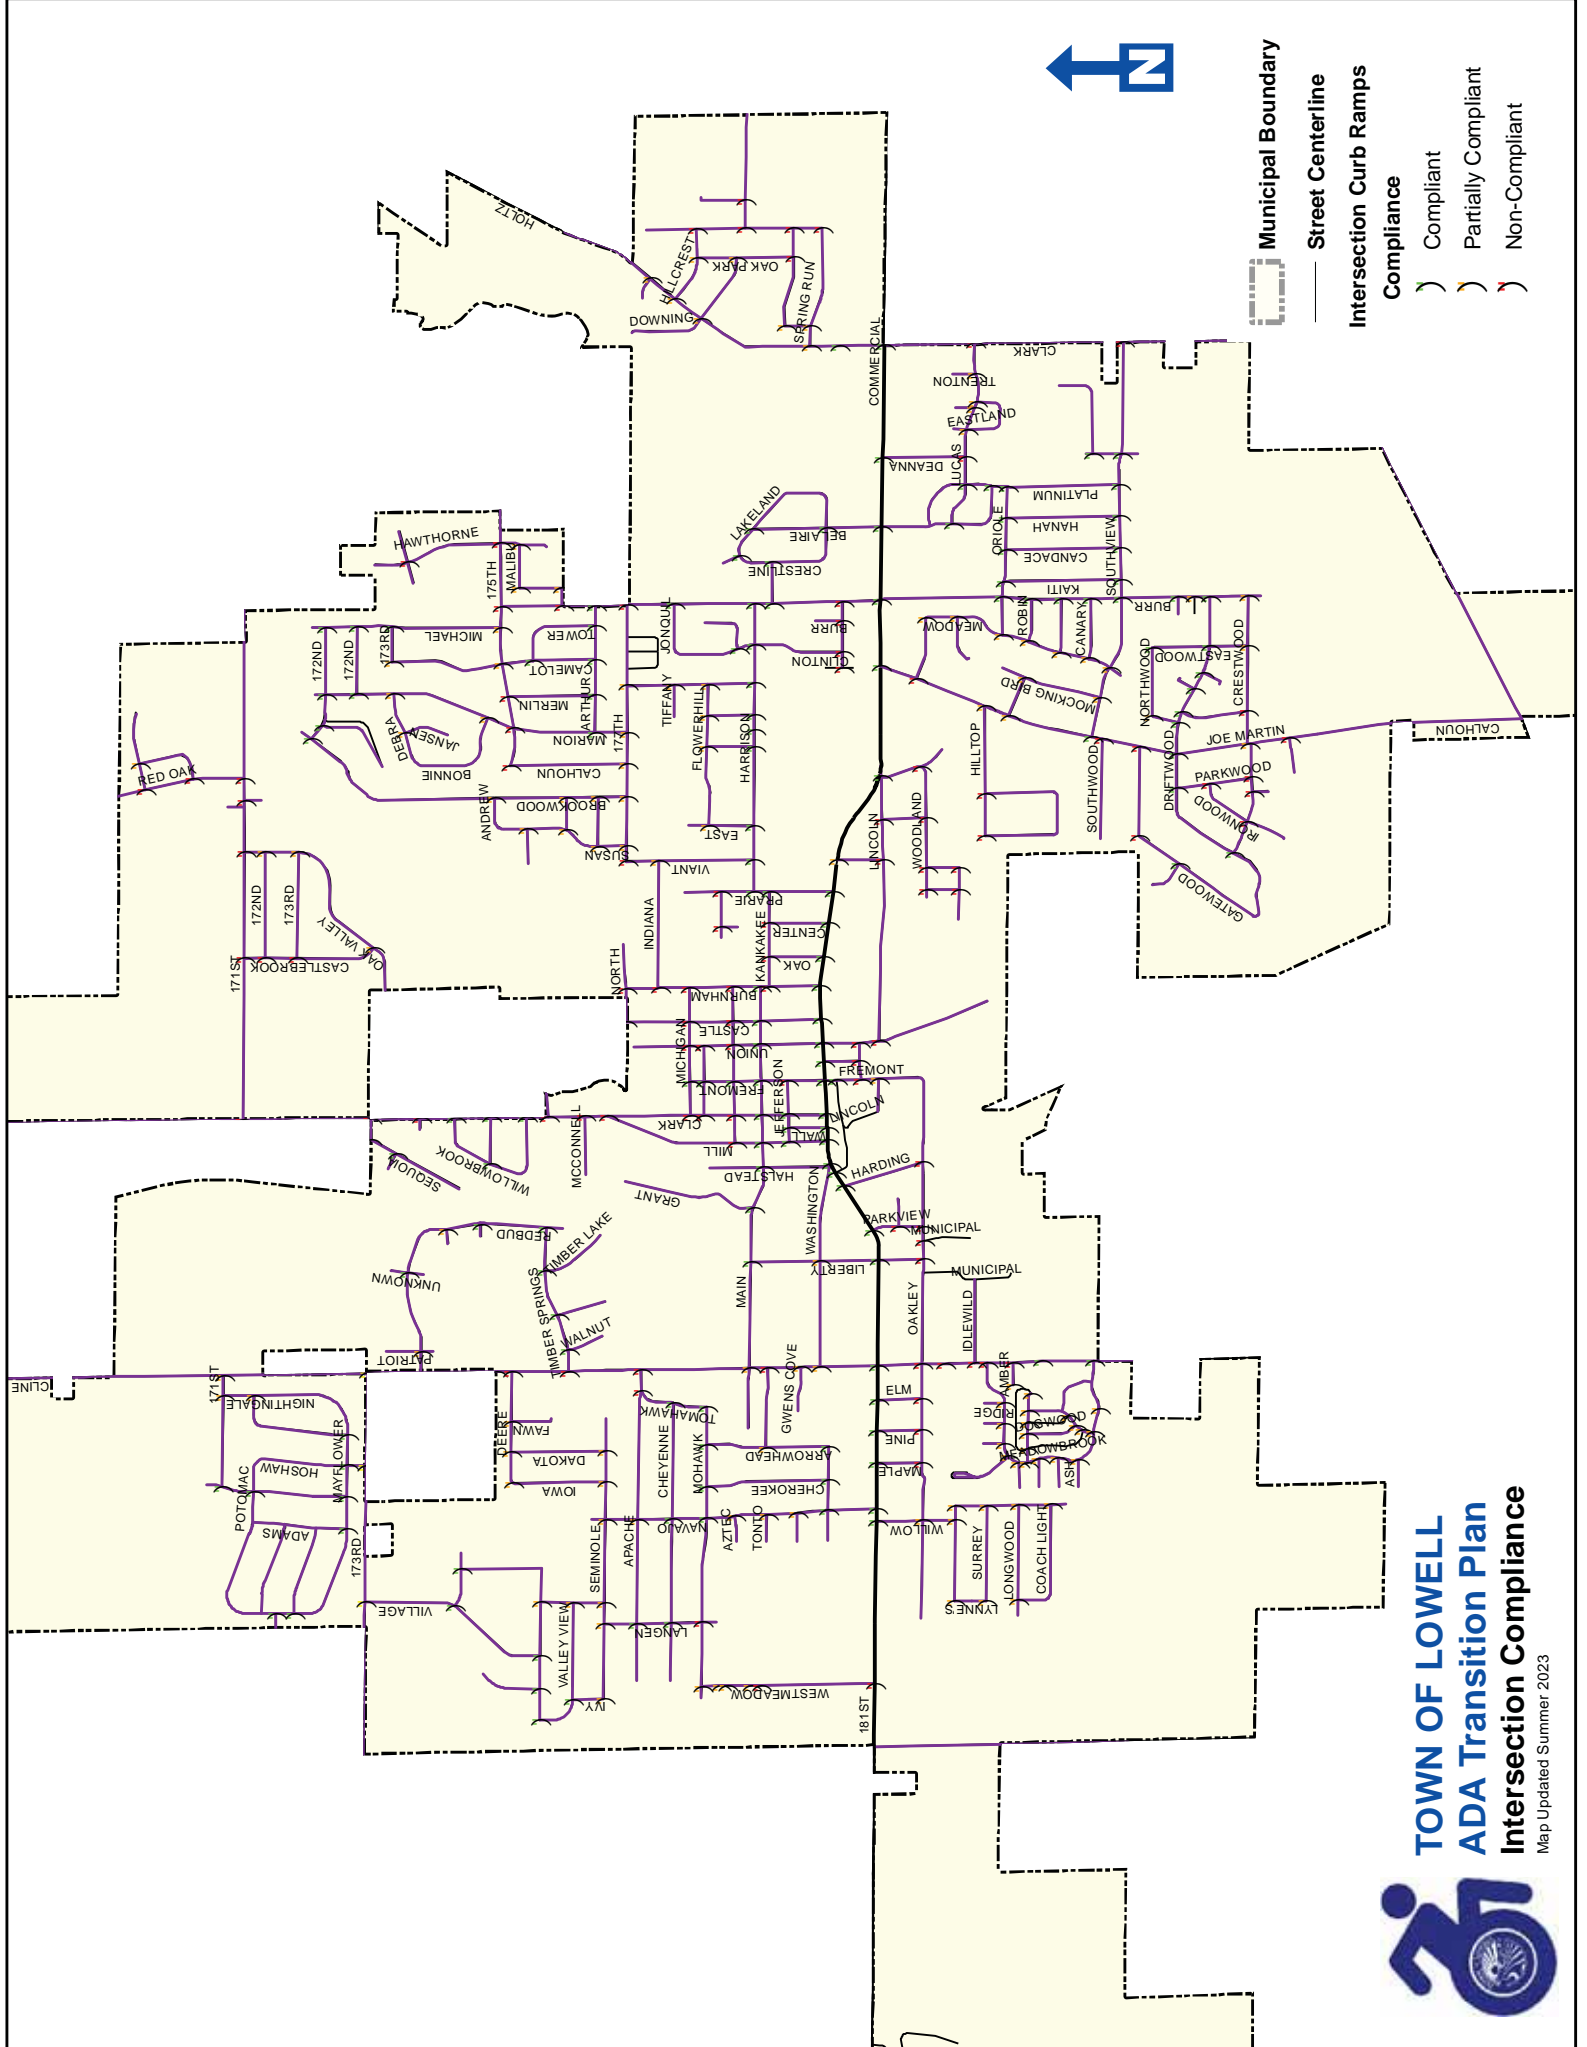 TOWN OF LOWELL
ADA Transition Plan
Intersection Compliance
Map Updated Summer 2023
N
Municipal Boundary
Street Centerline
Intersection Curb Ramps
Compliance
Compliant
Partially Compliant
Non-Compliant
HOLTZ
HILLCREST
OAK PARK
DOWNING
SPRING RUN
COMMERCIAL
CLARK
TRENTON
EASTLAND
LUCAS
DEANNA
PLATINUM
HANAH
ORIOLE
CANDACE
SOUTHVIEW
KAITI
BURR
LAKELAND
BELAIRE
CRESTLINE
HAWTHORNE
175TH
MALIBU
MICHAEL
TOWER
172ND
172ND
173RD
CAMELOT
MERLIN
ARTHUR
MARION
177TH
JONQUIL
BURR
CLINTON
TIFFANY
FLOWERHILL
HARRISON
MEADOW
ROBIN
CANARY
MOCKING BIRD
NORTHWOOD
EASTWOOD
CRESTWOOD
DEBRA
JANSEN
BONNIE
CALHOUN
RED OAK
ANDREW
BROOKWOOD
SUSAN
EAST
VIANT
LINCOLN
WOODLAND
HILLTOP
SOUTHWOOD
DRIFTWOOD
JOE MARTIN
PARKWOOD
IRONWOOD
GATEWOOD
CALHOUN
172ND
173RD
OAK VALLEY
CASTLEBROOK
171ST
INDIANA
NORTH
PRARIE
CENTER
KANKAKEE
OAK
BURNHAM
CASTLE
MICHIGAN
UNION
FREMONT
JEFFERSON
FREMONT
LINCOLN
CLARK
WALL
MILL
MCCONNELL
HALSTEAD
HARDING
WASHINGTON
GRANT
SEQUOIA
WILLOWBROOK
REDBUD
TIMBER LAKE
UNKNOWN
TIMBER SPRINGS
WALNUT
PATRIOT
PARKVIEW
MUNICIPAL
LIBERTY
MUNICIPAL
MAIN
OAKLEY
IDLEWILD
CLINE
171ST
NIGHTINGALE
MAYFLOWER
HOSHAW
POTOMAC
ADAMS
173RD
VILLAGE
DEERE
FAWN
DAKOTA
IOWA
TOMAHAWK
CHEYENNE
MOHAWK
GWENS COVE
ARROWHEAD
CHEROKEE
NAVAJO
AZTEC
TONTO
SEMINOLE
APACHE
LANGEN
VALLEY VIEW
IVY
WESTMEADOW
181ST
ELM
PINE
MAPLE
WILLOW
AMBER
RIDGE
DOGWOOD
MEADOWBROOK
ASH
SURREY
LONGWOOD
COACH LIGHT
LYNNES